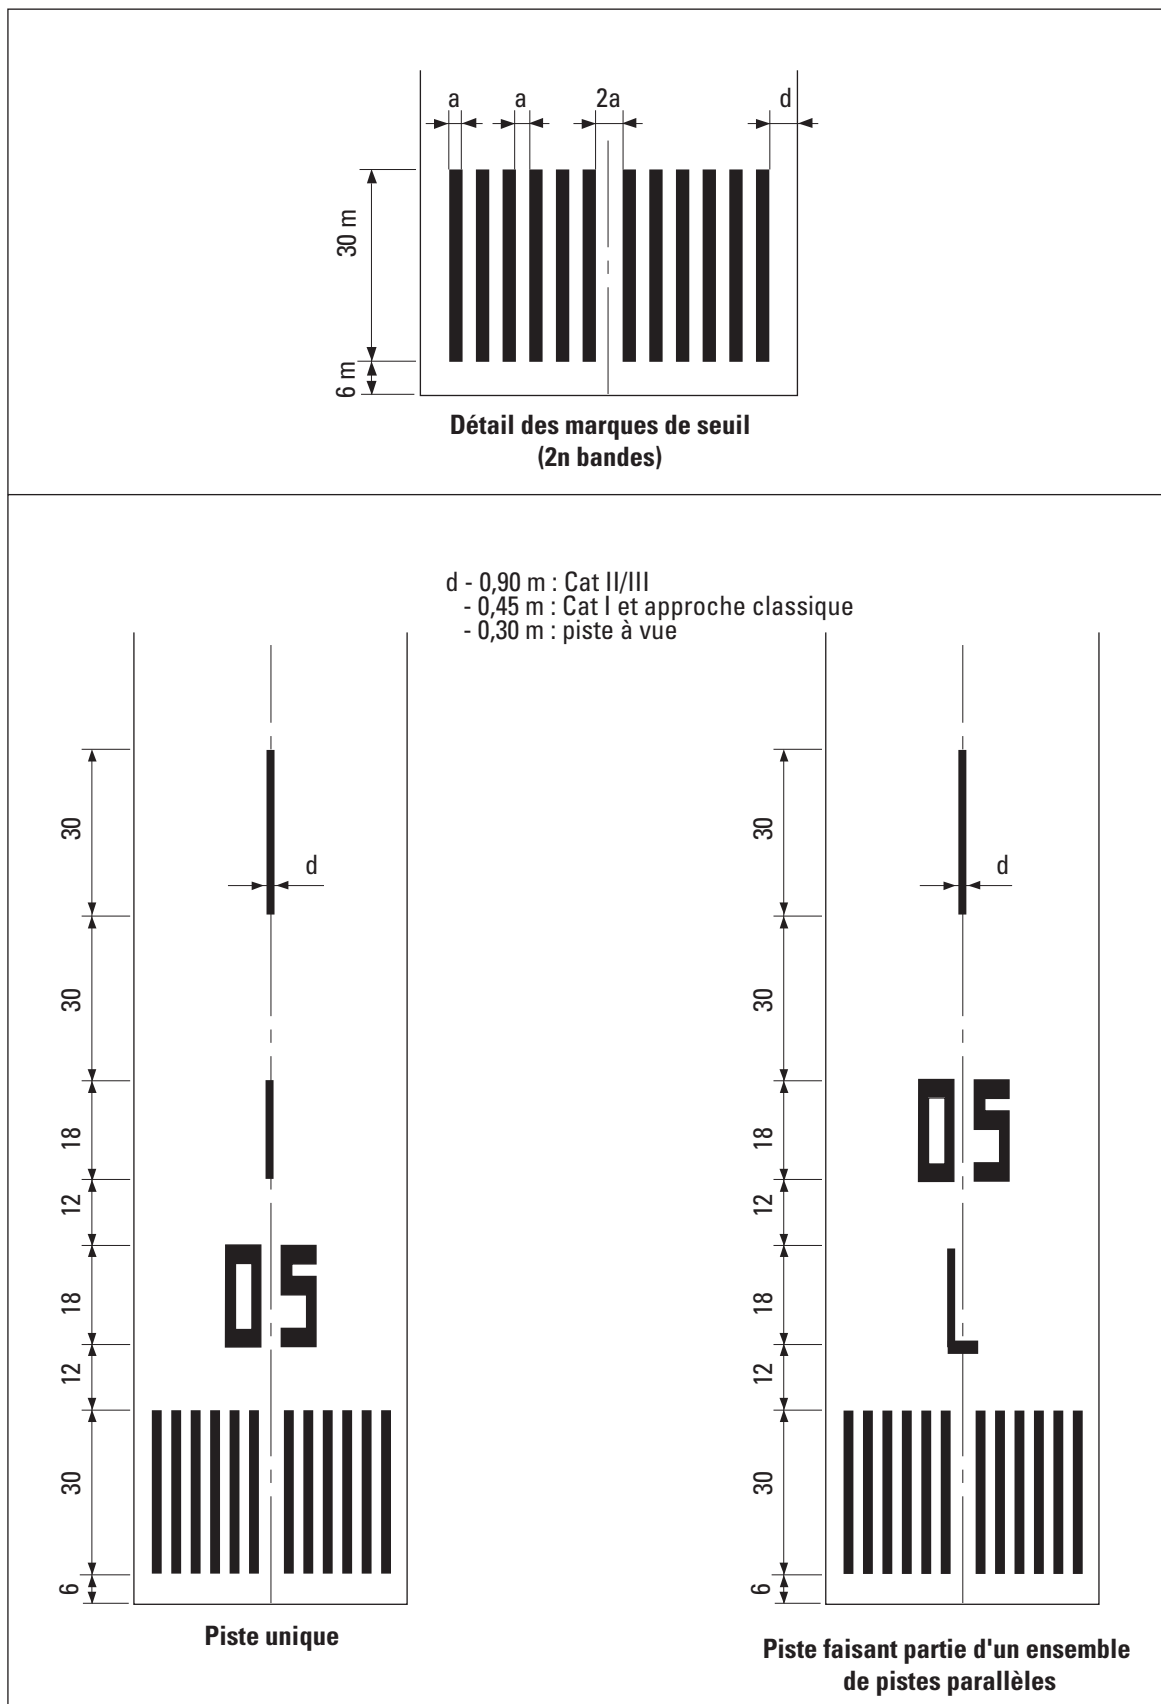 a a 2a d
30 m
6 m
Détail des marques de seuil
(2n bandes)
d - 0,90 m : Cat II/III
- 0,45 m : Cat I et approche classique
- 0,30 m : piste à vue
30
d
30
18
12
18
05
12
30
6
Piste unique
30
d
30
18
05
12
18
L
12
30
6
Piste faisant partie d'un ensemble
de pistes parallèles